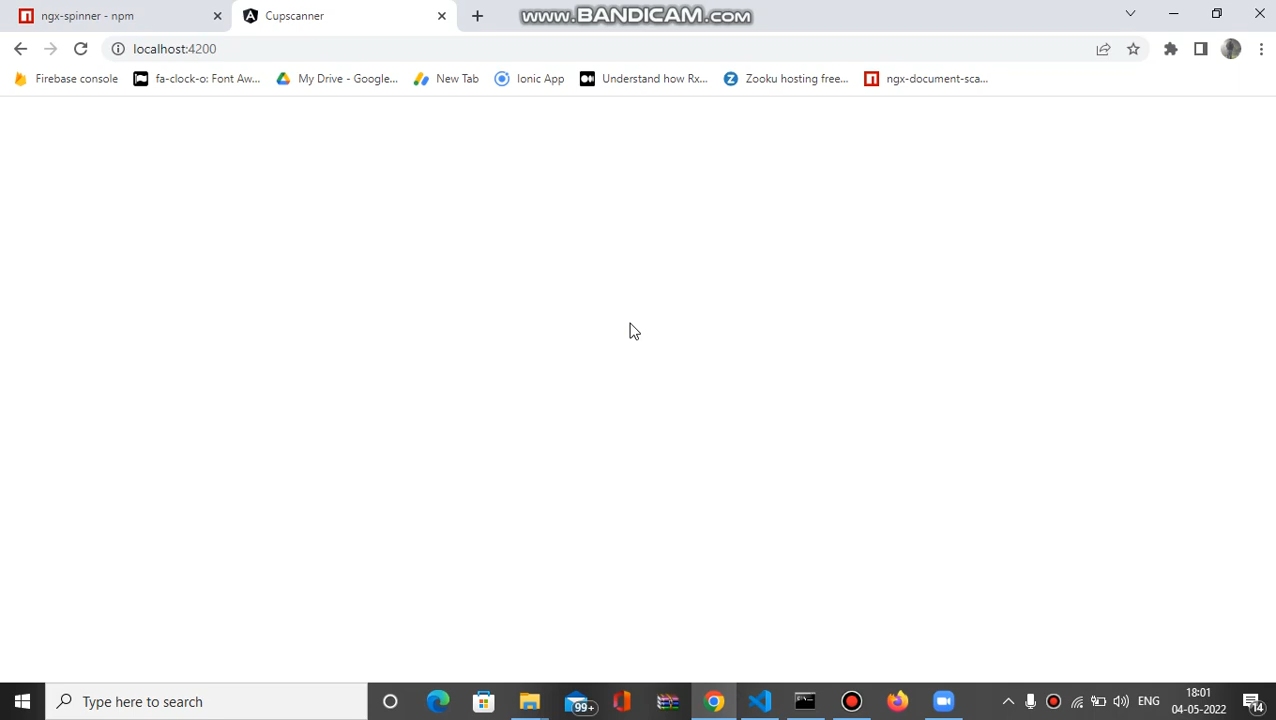 ngx-spinner - npm
Cupscanner
www.BANDICAM.com
localhost:4200
Firebase console
fa-clock-o: Font Aw...
My Drive - Google...
New Tab
Ionic App
Understand how Rx...
Zooku hosting free...
ngx-document-sca...
Type here to search
99+
ENG
18:01
04-05-2022
14